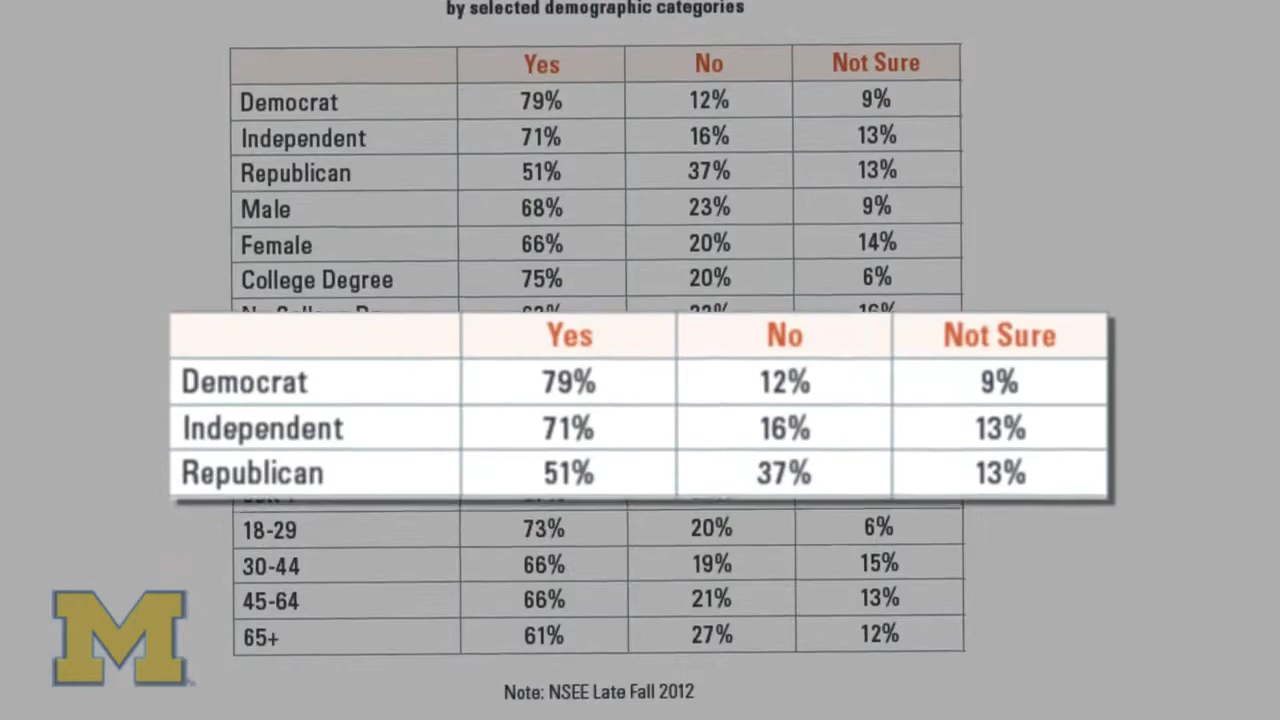 by selected demographic categories
Yes No Not Sure
Democrat 79% 12% 9%
Independent 71% 16% 13%
Republican 51% 37% 13%
Male 68% 23% 9%
Female 66% 20% 14%
College Degree 75% 20% 6%
Yes No Not Sure
Democrat 79% 12% 9%
Independent 71% 16% 13%
Republican 51% 37% 13%
18-29 73% 20% 6%
30-44 66% 19% 15%
45-64 66% 21% 13%
65+ 61% 27% 12%
M
Note: NSEE Late Fall 2012